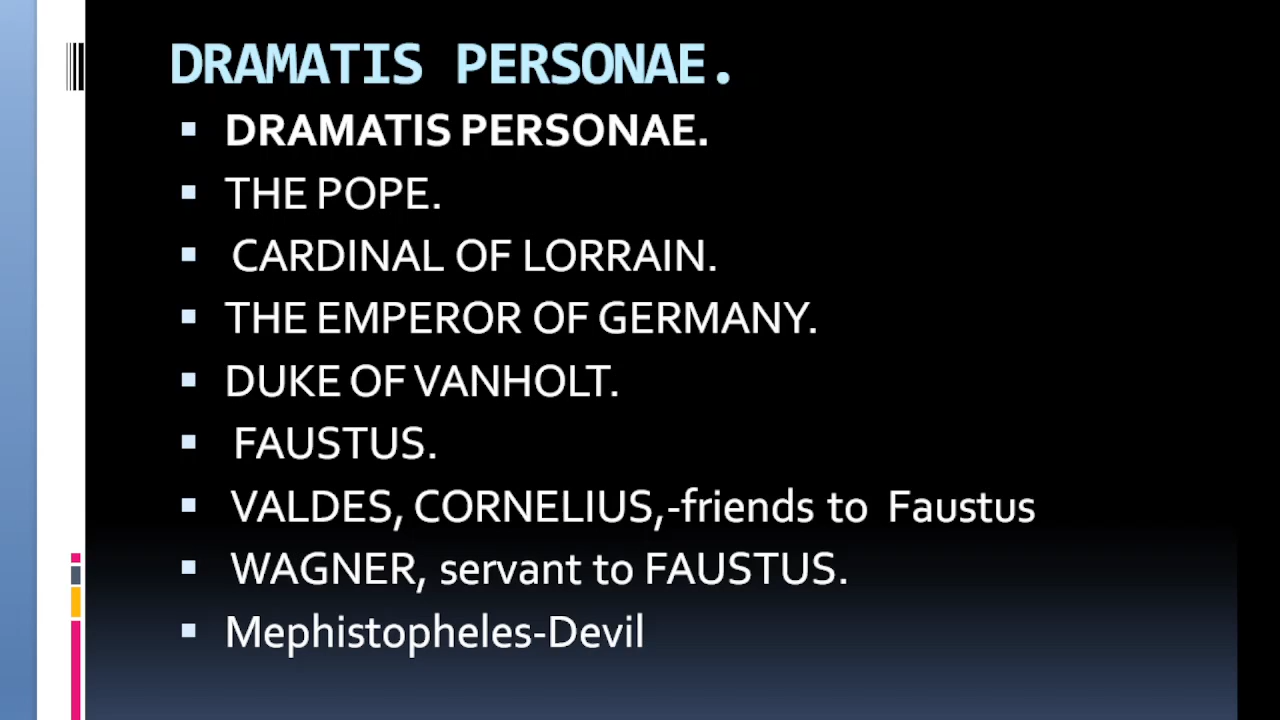 DRAMATIS PERSONAE.
DRAMATIS PERSONAE.
THE POPE.
CARDINAL OF LORRAIN.
THE EMPEROR OF GERMANY.
DUKE OF VANHOLT.
FAUSTUS.
VALDES, CORNELIUS,-friends to Faustus
WAGNER, servant to FAUSTUS.
Mephistopheles-Devil